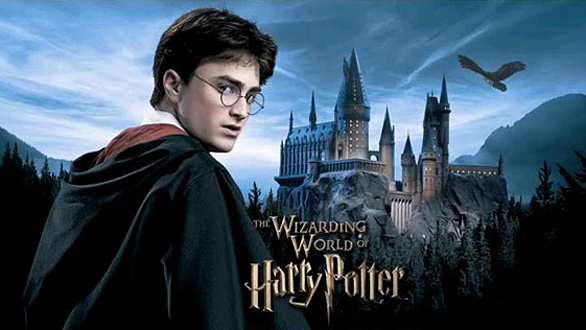 THE WIZARDING
WORLD OF
Harry Potter